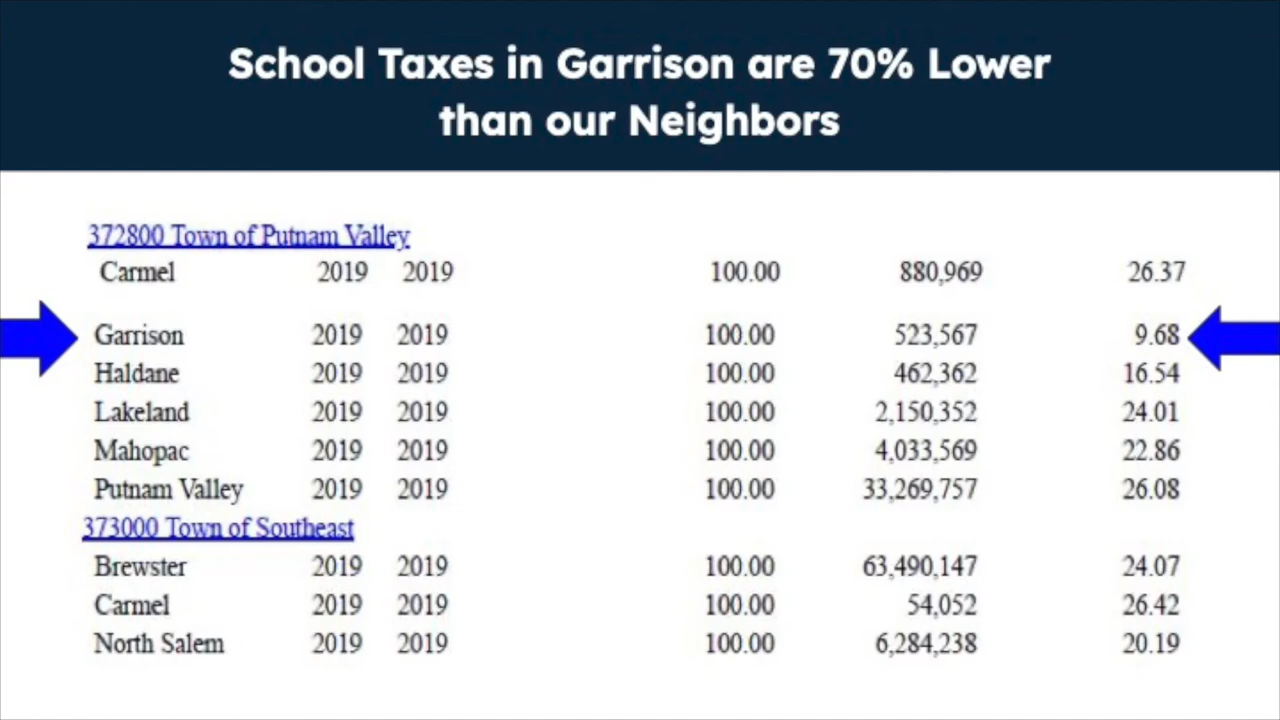 School Taxes in Garrison are 70% Lower
than our Neighbors
372800 Town of Putnam Valley
Carmel 2019 2019 100.00 880,969 26.37
Garrison 2019 2019 100.00 523,567 9.68
Haldane 2019 2019 100.00 462,362 16.54
Lakeland 2019 2019 100.00 2,150,352 24.01
Mahopac 2019 2019 100.00 4,033,569 22.86
Putnam Valley 2019 2019 100.00 33,269,757 26.08
373000 Town of Southeast
Brewster 2019 2019 100.00 63,490,147 24.07
Carmel 2019 2019 100.00 54,052 26.42
North Salem 2019 2019 100.00 6,284,238 20.19